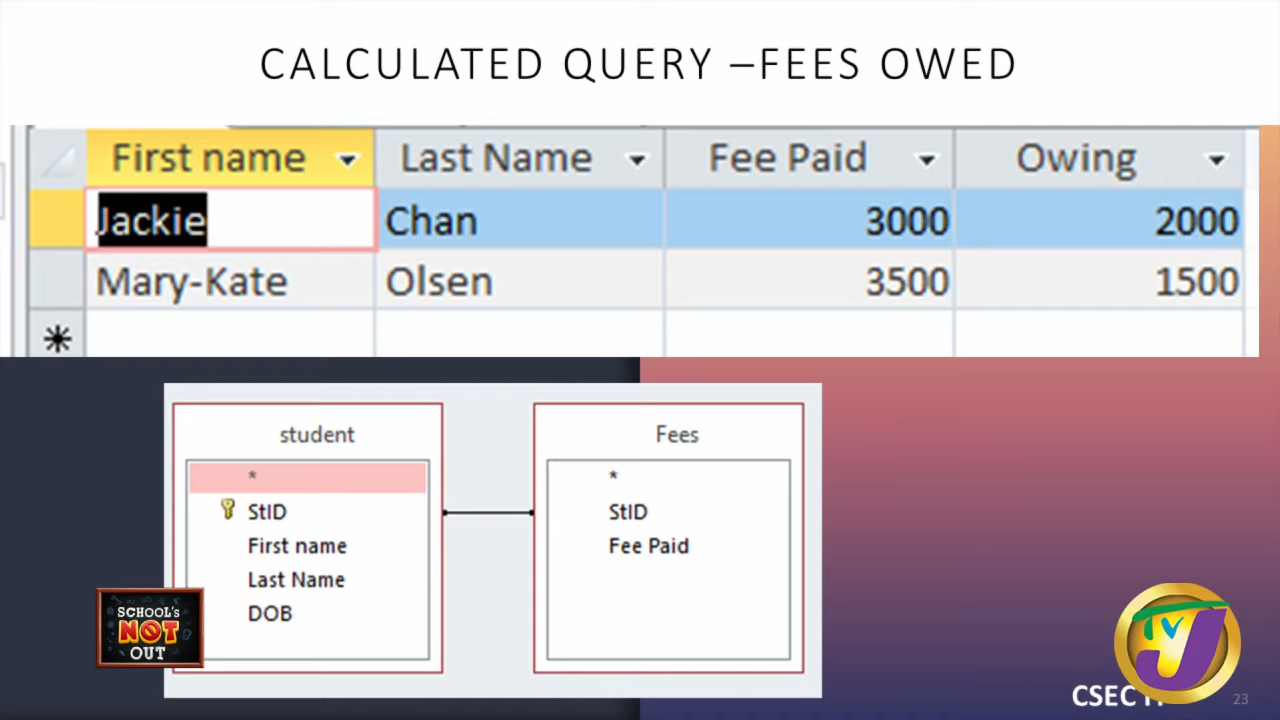 CALCULATED QUERY –FEES OWED
First name Last Name Fee Paid Owing
Jackie Chan 3000 2000
Mary-Kate Olsen 3500 1500
student
*
StID
First name
Last Name
DOB
Fees
*
StID
Fee Paid
SCHOOL's
NOT
OUT
TVJ
CSEC
23